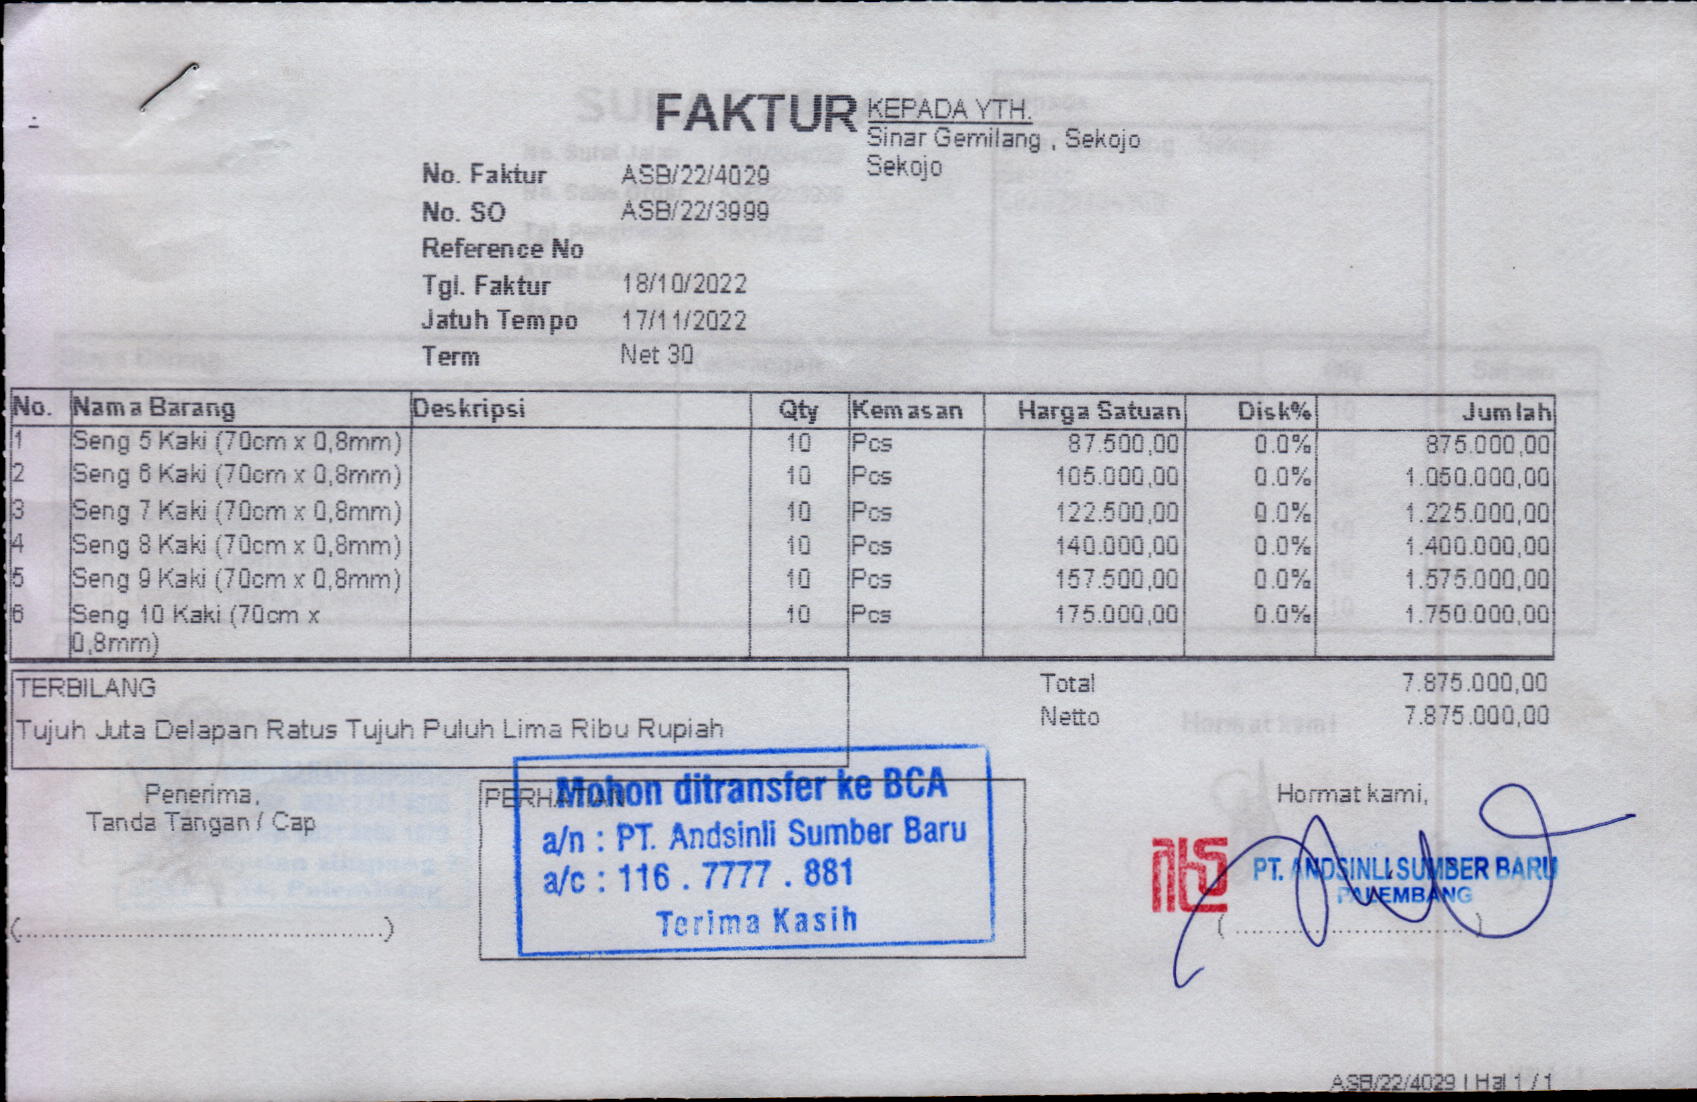 FAKTUR
KEPADA YTH.
Sinar Gemilang , Sekojo
Sekojo
No. Faktur ASB/22/4029
No. SO ASB/22/3999
Reference No
Tgl. Faktur 18/10/2022
Jatuh Tempo 17/11/2022
Term Net 30
No. Nama Barang Deskripsi Qty Kemasan Harga Satuan Disk% Jumlah
1 Seng 5 Kaki (70cm x 0,8mm) 10 Pcs 87.500,00 0.0% 875.000,00
2 Seng 6 Kaki (70cm x 0,8mm) 10 Pcs 105.000,00 0.0% 1.050.000,00
3 Seng 7 Kaki (70cm x 0,8mm) 10 Pcs 122.500,00 0.0% 1.225.000,00
4 Seng 8 Kaki (70cm x 0,8mm) 10 Pcs 140.000,00 0.0% 1.400.000,00
5 Seng 9 Kaki (70cm x 0,8mm) 10 Pcs 157.500,00 0.0% 1.575.000,00
6 Seng 10 Kaki (70cm x 10 Pcs 175.000,00 0.0% 1.750.000,00
0,8mm)
TERBILANG
Tujuh Juta Delapan Ratus Tujuh Puluh Lima Ribu Rupiah
Total 7.875.000,00
Netto 7.875.000,00
Penerima,
Tanda Tangan / Cap
(................................................)
PERHATIAN
Mohon ditransfer ke BCA
a/n : PT. Andsinli Sumber Baru
a/c : 116 . 7777 . 881
Terima Kasih
Hormat kami,
PT. ANDSINLI SUMBER BARU
PALEMBANG
(................................)
ASB/22/4029 | Hal 1 / 1